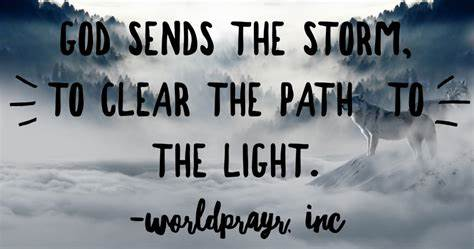 GOD SENDS THE STORM,
TO CLEAR THE PATH TO
THE LIGHT.
-worldprayr, inc